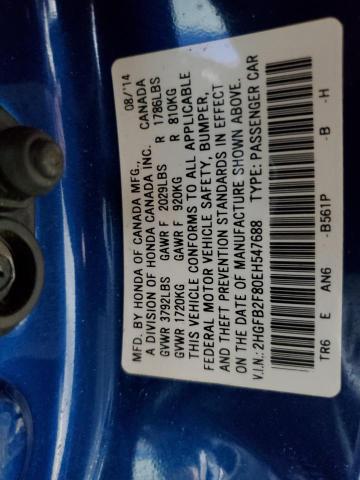 MFD. BY HONDA OF CANADA MFG., 08/'14
A DIVISION OF HONDA CANADA INC. CANADA
GVWR 3792LBS GAWR F 2029LBS R 1786LBS
GVWR 1720KG GAWR F 920KG R 810KG
THIS VEHICLE CONFORMS TO ALL APPLICABLE
FEDERAL MOTOR VEHICLE SAFETY, BUMPER,
AND THEFT PREVENTION STANDARDS IN EFFECT
ON THE DATE OF MANUFACTURE SHOWN ABOVE.
V.I.N.: 2HGFB2F80EH547688 TYPE: PASSENGER CAR
TR6 E AN6 -B561P -B -H